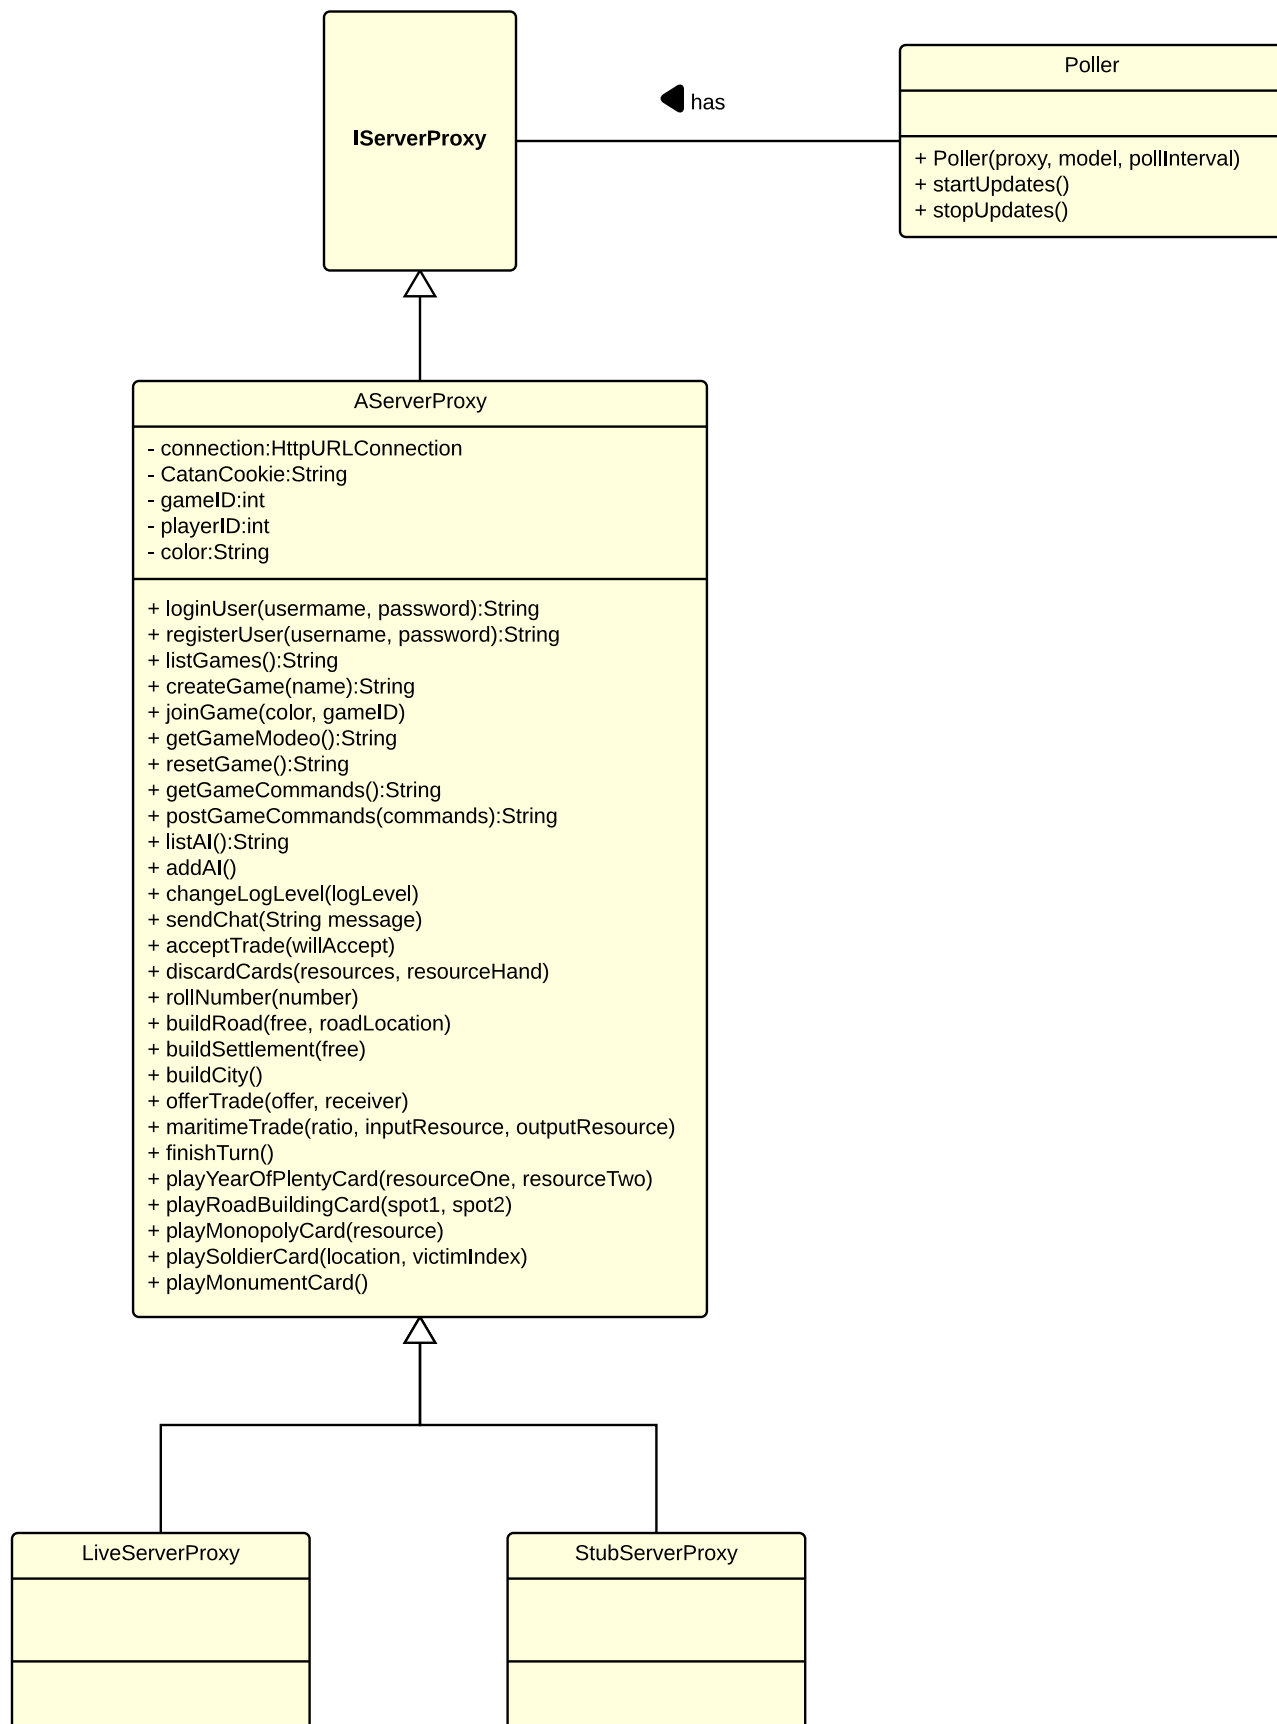 IServerProxy
has
Poller
+ Poller(proxy, model, pollInterval)
+ startUpdates()
+ stopUpdates()
AServerProxy
- connection:HttpURLConnection
- CatanCookie:String
- gameID:int
- playerID:int
- color:String
+ loginUser(usermame, password):String
+ registerUser(username, password):String
+ listGames():String
+ createGame(name):String
+ joinGame(color, gameID)
+ getGameModeo():String
+ resetGame():String
+ getGameCommands():String
+ postGameCommands(commands):String
+ listAI():String
+ addAI()
+ changeLogLevel(logLevel)
+ sendChat(String message)
+ acceptTrade(willAccept)
+ discardCards(resources, resourceHand)
+ rollNumber(number)
+ buildRoad(free, roadLocation)
+ buildSettlement(free)
+ buildCity()
+ offerTrade(offer, receiver)
+ maritimeTrade(ratio, inputResource, outputResource)
+ finishTurn()
+ playYearOfPlentyCard(resourceOne, resourceTwo)
+ playRoadBuildingCard(spot1, spot2)
+ playMonopolyCard(resource)
+ playSoldierCard(location, victimIndex)
+ playMonumentCard()
LiveServerProxy
StubServerProxy